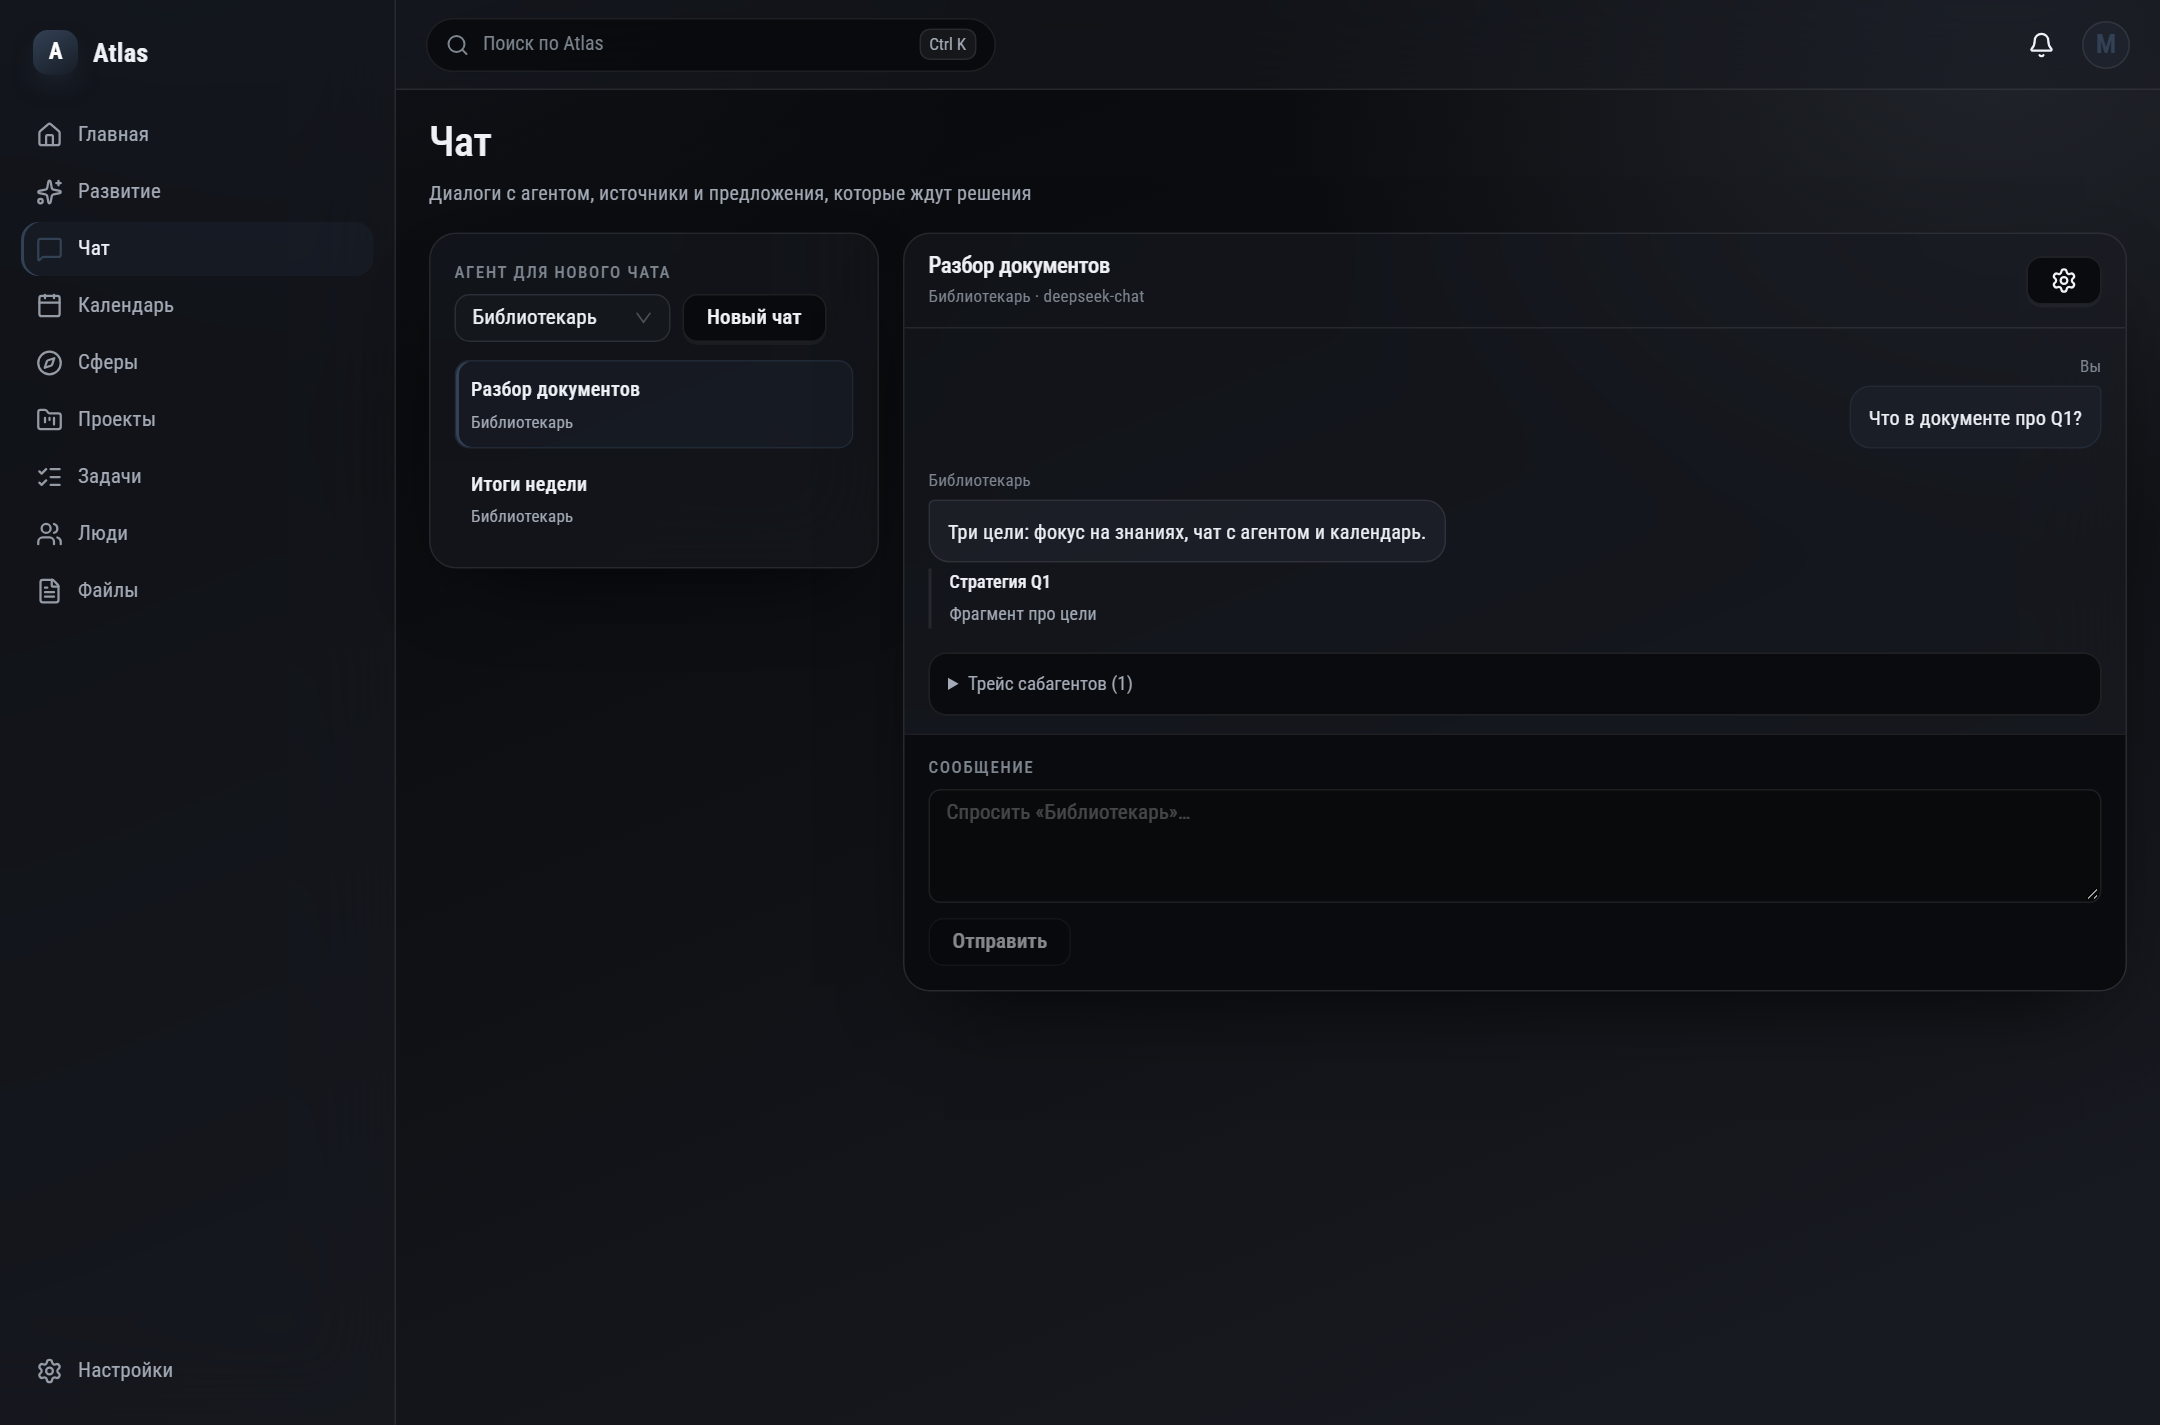 A
Atlas
Главная
Развитие
Чат
Календарь
Сферы
Проекты
Задачи
Люди
Файлы
Настройки
Поиск по Atlas
Ctrl K
M
Чат
Диалоги с агентом, источники и предложения, которые ждут решения
АГЕНТ ДЛЯ НОВОГО ЧАТА
Библиотекарь
Новый чат
Разбор документов
Библиотекарь
Итоги недели
Библиотекарь
Разбор документов
Библиотекарь · deepseek-chat
Вы
Что в документе про Q1?
Библиотекарь
Три цели: фокус на знаниях, чат с агентом и календарь.
Стратегия Q1
Фрагмент про цели
Трейс сабагентов (1)
СООБЩЕНИЕ
Спросить «Библиотекарь»…
Отправить